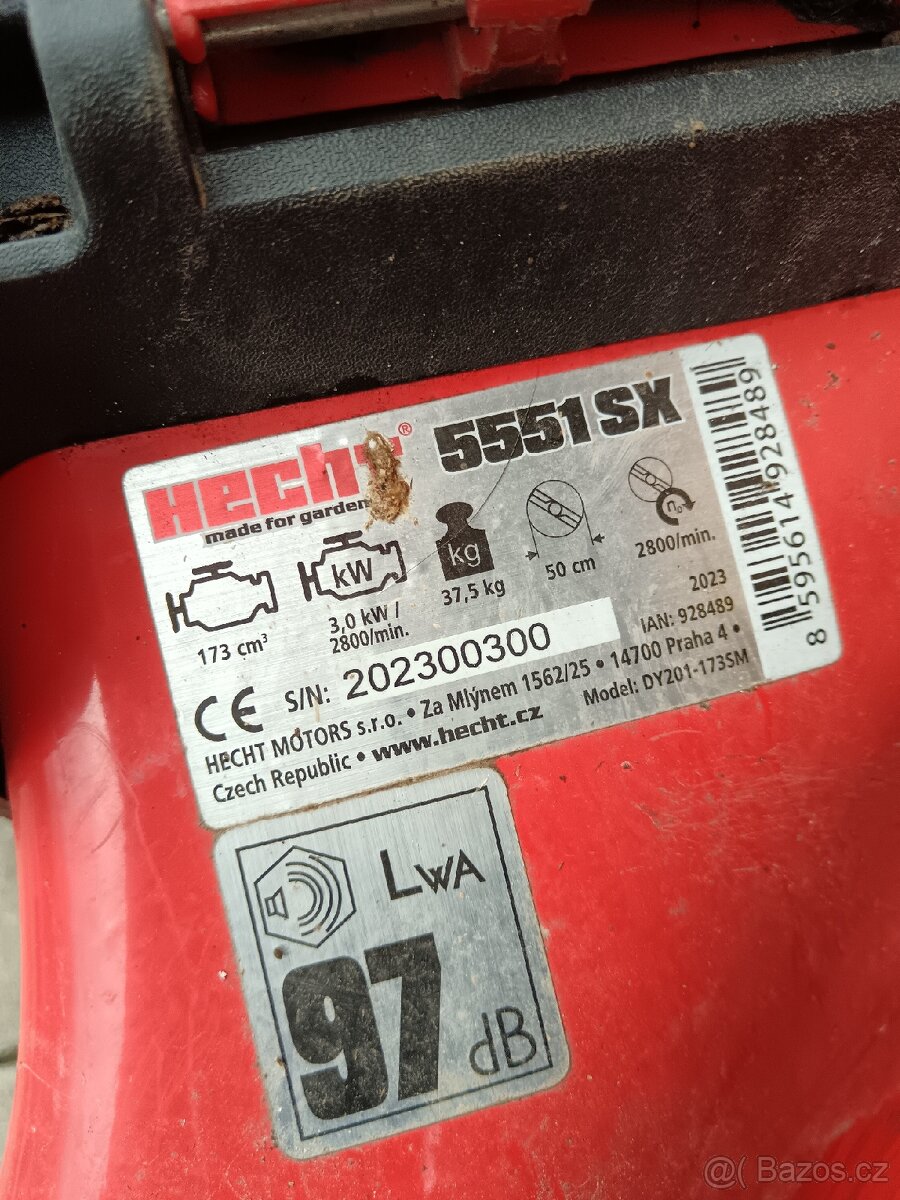 Hecht® 5551 SX
made for garden
kW
kg
n₀
173 cm³
3,0 kW /
2800/min.
37,5 kg
50 cm
2800/min.
2023
IAN: 928489
S/N: 202300300
CE
HECHT MOTORS s.r.o. • Za Mlýnem 1562/25 • 14700 Praha 4 •
Czech Republic • www.hecht.cz
Model: DY201-173SM
8 595614 928489
LWA
97
dB
@( Bazos.cz